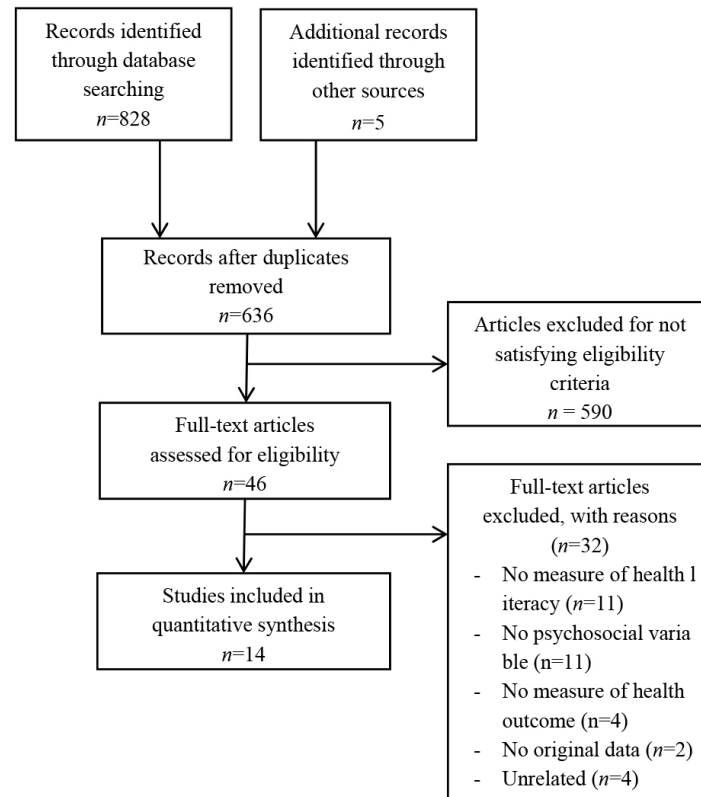 Records identified
through database
searching
n=828
Additional records
identified through
other sources
n=5
Records after duplicates
removed
n=636
Articles excluded for not
satisfying eligibility
criteria
n = 590
Full-text articles
assessed for eligibility
n=46
Full-text articles
excluded, with reasons
(n=32)
- No measure of health l
iteracy (n=11)
- No psychosocial varia
ble (n=11)
- No measure of health
outcome (n=4)
- No original data (n=2)
- Unrelated (n=4)
Studies included in
quantitative synthesis
n=14